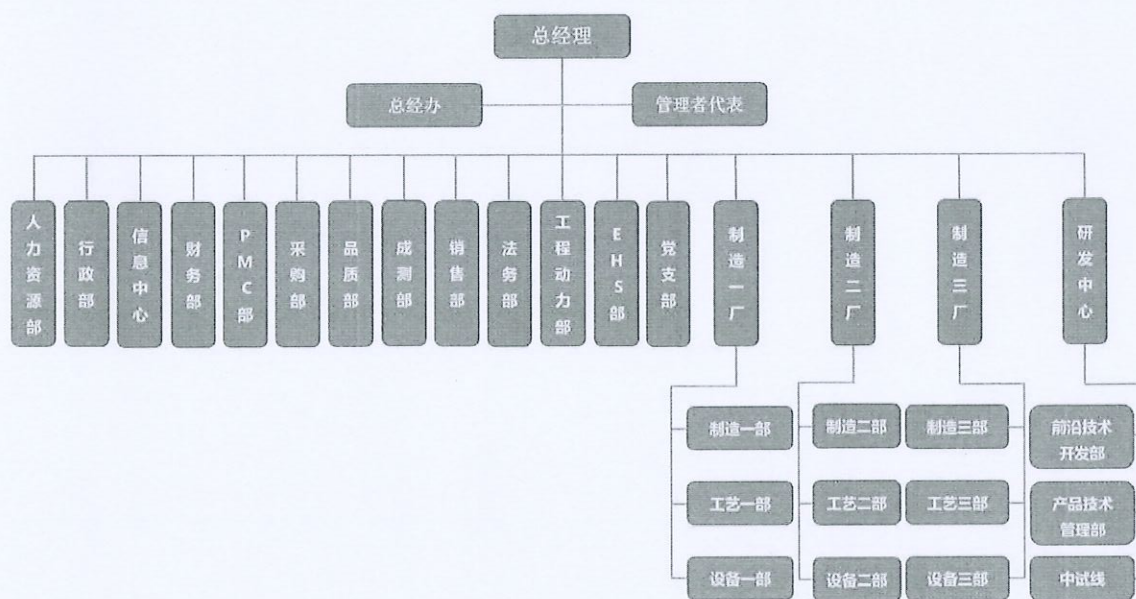 总经理
总经办
管理者代表
人力资源部
行政部
信息中心
财务部
PMC部
采购部
品质部
成测部
销售部
法务部
工程动力部
EHS部
党支部
制造一厂
制造二厂
制造三厂
研发中心
制造一部
制造二部
制造三部
前沿技术
开发部
工艺一部
工艺二部
工艺三部
产品技术
管理部
设备一部
设备二部
设备三部
中试线